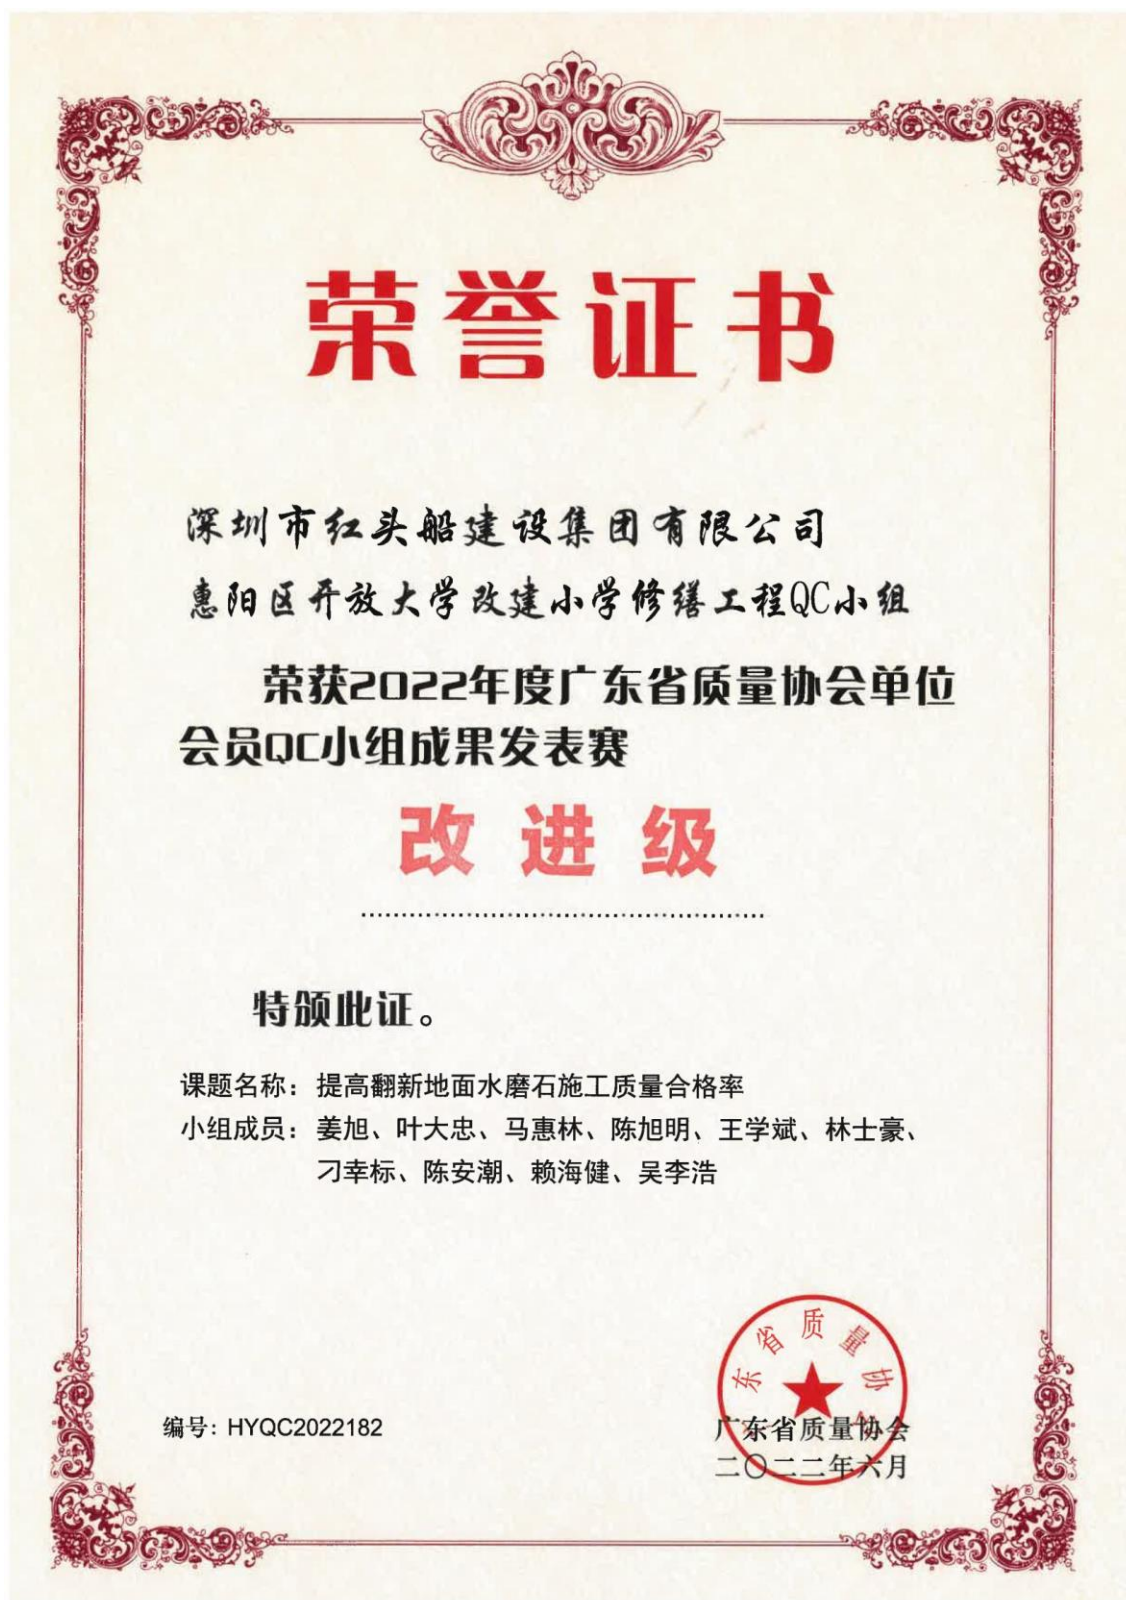 荣誉证书
深圳市红头船建设集团有限公司
惠阳区开放大学改建小学修缮工程QC小组
荣获2022年度广东省质量协会单位
会员QC小组成果发表赛
改进级
特颁此证。
课题名称：提高翻新地面水磨石施工质量合格率
小组成员：姜旭、叶大忠、马惠林、陈旭明、王学斌、林士豪、
刁幸标、陈安潮、赖海健、吴李浩
广东省质量协会
编号：HYQC2022182
广东省质量协会
二〇二二年六月